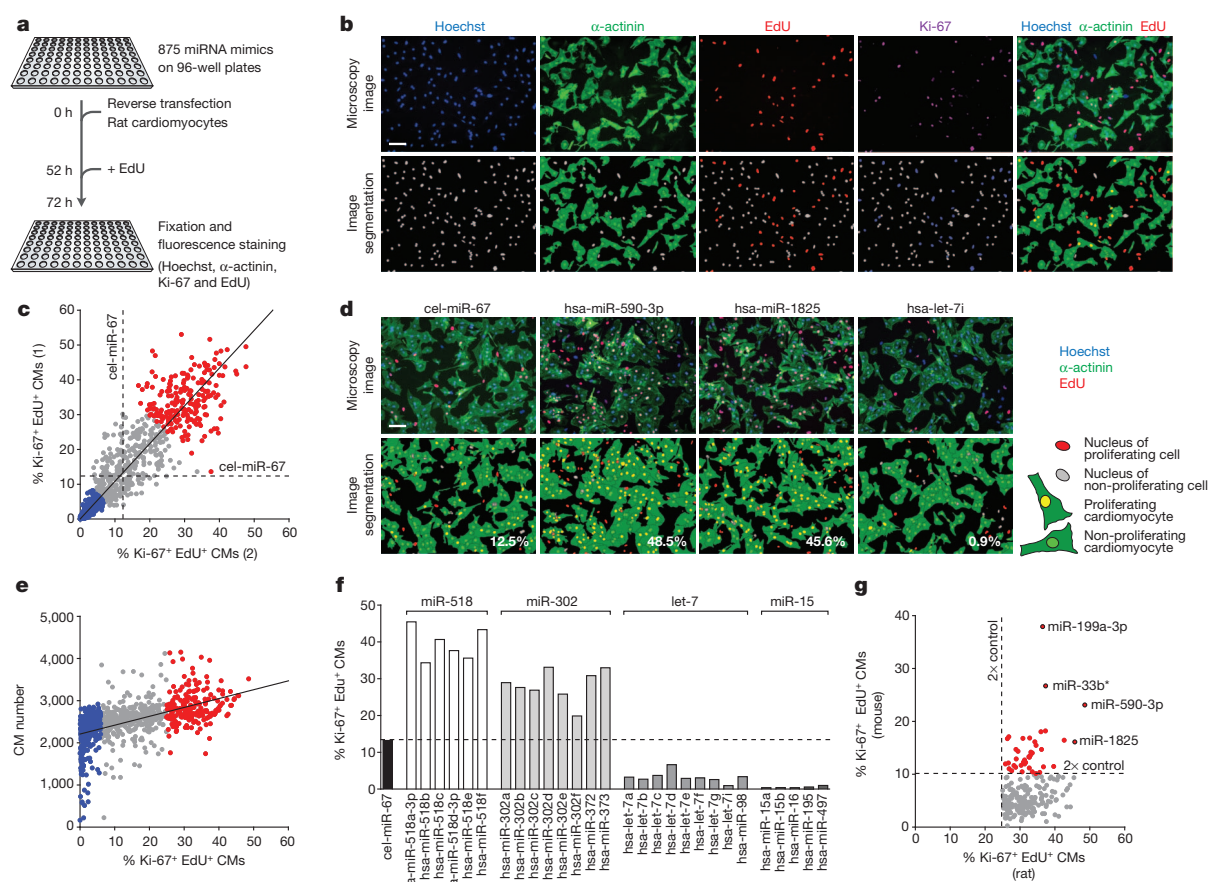 a
875 miRNA mimics
on 96-well plates
0 h
Reverse transfection
Rat cardiomyocytes
52 h
+ EdU
72 h
Fixation and
fluorescence staining
(Hoechst, α-actinin,
Ki-67 and EdU)
b
Hoechst
α-actinin
EdU
Ki-67
Hoechst α-actinin EdU
Microscopy
image
Image
segmentation
c
60
50
40
30
20
10
0
% Ki-67+ EdU+ CMs (1)
cel-miR-67
cel-miR-67
0 10 20 30 40 50 60
% Ki-67+ EdU+ CMs (2)
d
cel-miR-67
hsa-miR-590-3p
hsa-miR-1825
hsa-let-7i
Microscopy
image
Image
segmentation
12.5%
48.5%
45.6%
0.9%
Hoechst
α-actinin
EdU
Nucleus of
proliferating cell
Nucleus of
non-proliferating cell
Proliferating
cardiomyocyte
Non-proliferating
cardiomyocyte
e
5,000
4,000
3,000
2,000
1,000
0
CM number
0 10 20 30 40 50 60
% Ki-67+ EdU+ CMs
f
50
40
30
20
10
0
% Ki-67+ Edu+ CMs
miR-518
miR-302
let-7
miR-15
cel-miR-67
hsa-miR-518b
hsa-miR-518c
hsa-miR-518e
hsa-miR-518f
hsa-miR-302a
hsa-miR-302b
hsa-miR-302c
hsa-miR-302d
hsa-miR-302e
hsa-miR-302f
hsa-miR-372
hsa-miR-373
hsa-let-7a
hsa-let-7b
hsa-let-7c
hsa-let-7d
hsa-let-7e
hsa-let-7f
hsa-let-7g
hsa-let-7i
hsa-miR-98
hsa-miR-15a
hsa-miR-15b
hsa-miR-16
hsa-miR-195
hsa-miR-497
g
40
30
20
10
0
% Ki-67+ EdU+ CMs
(mouse)
2× control
miR-199a-3p
miR-33b*
miR-590-3p
miR-1825
2× control
0 10 20 30 40 50 60
% Ki-67+ EdU+ CMs
(rat)